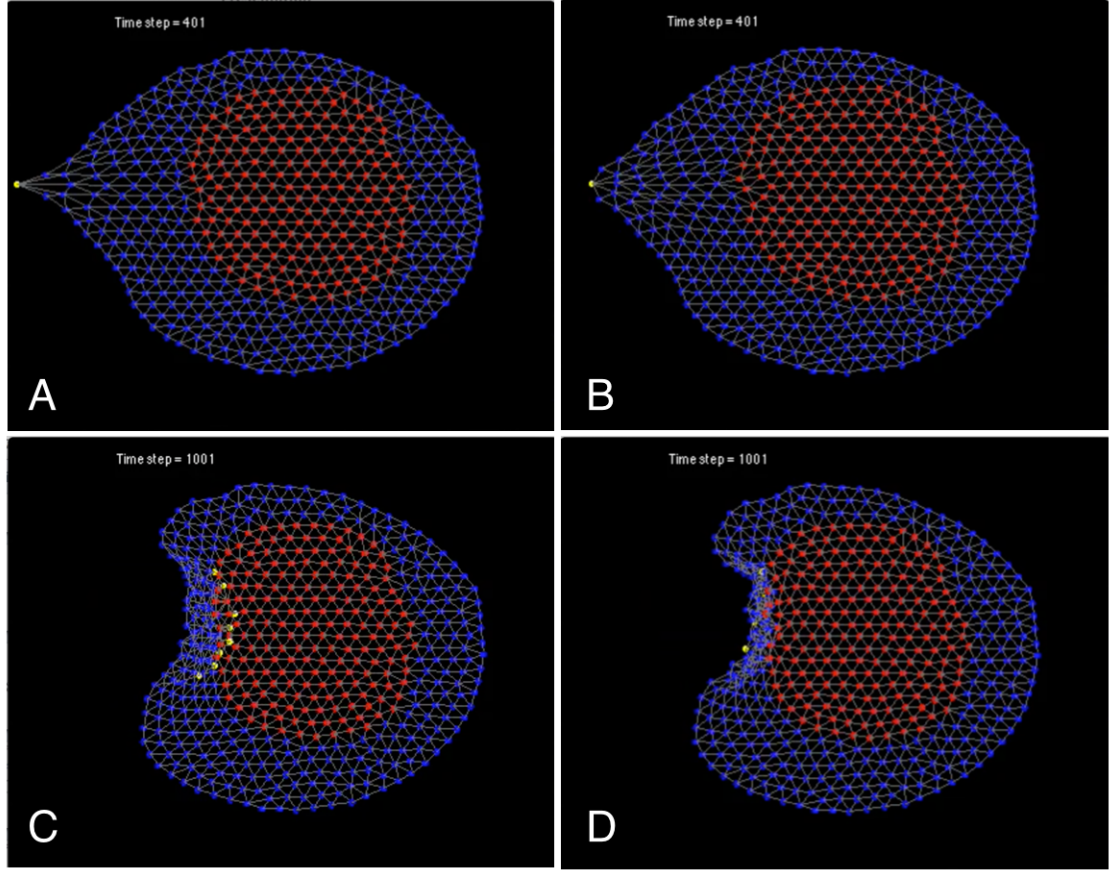 Time step = 401
Time step = 401
A
B
Time step = 1001
Time step = 1001
C
D